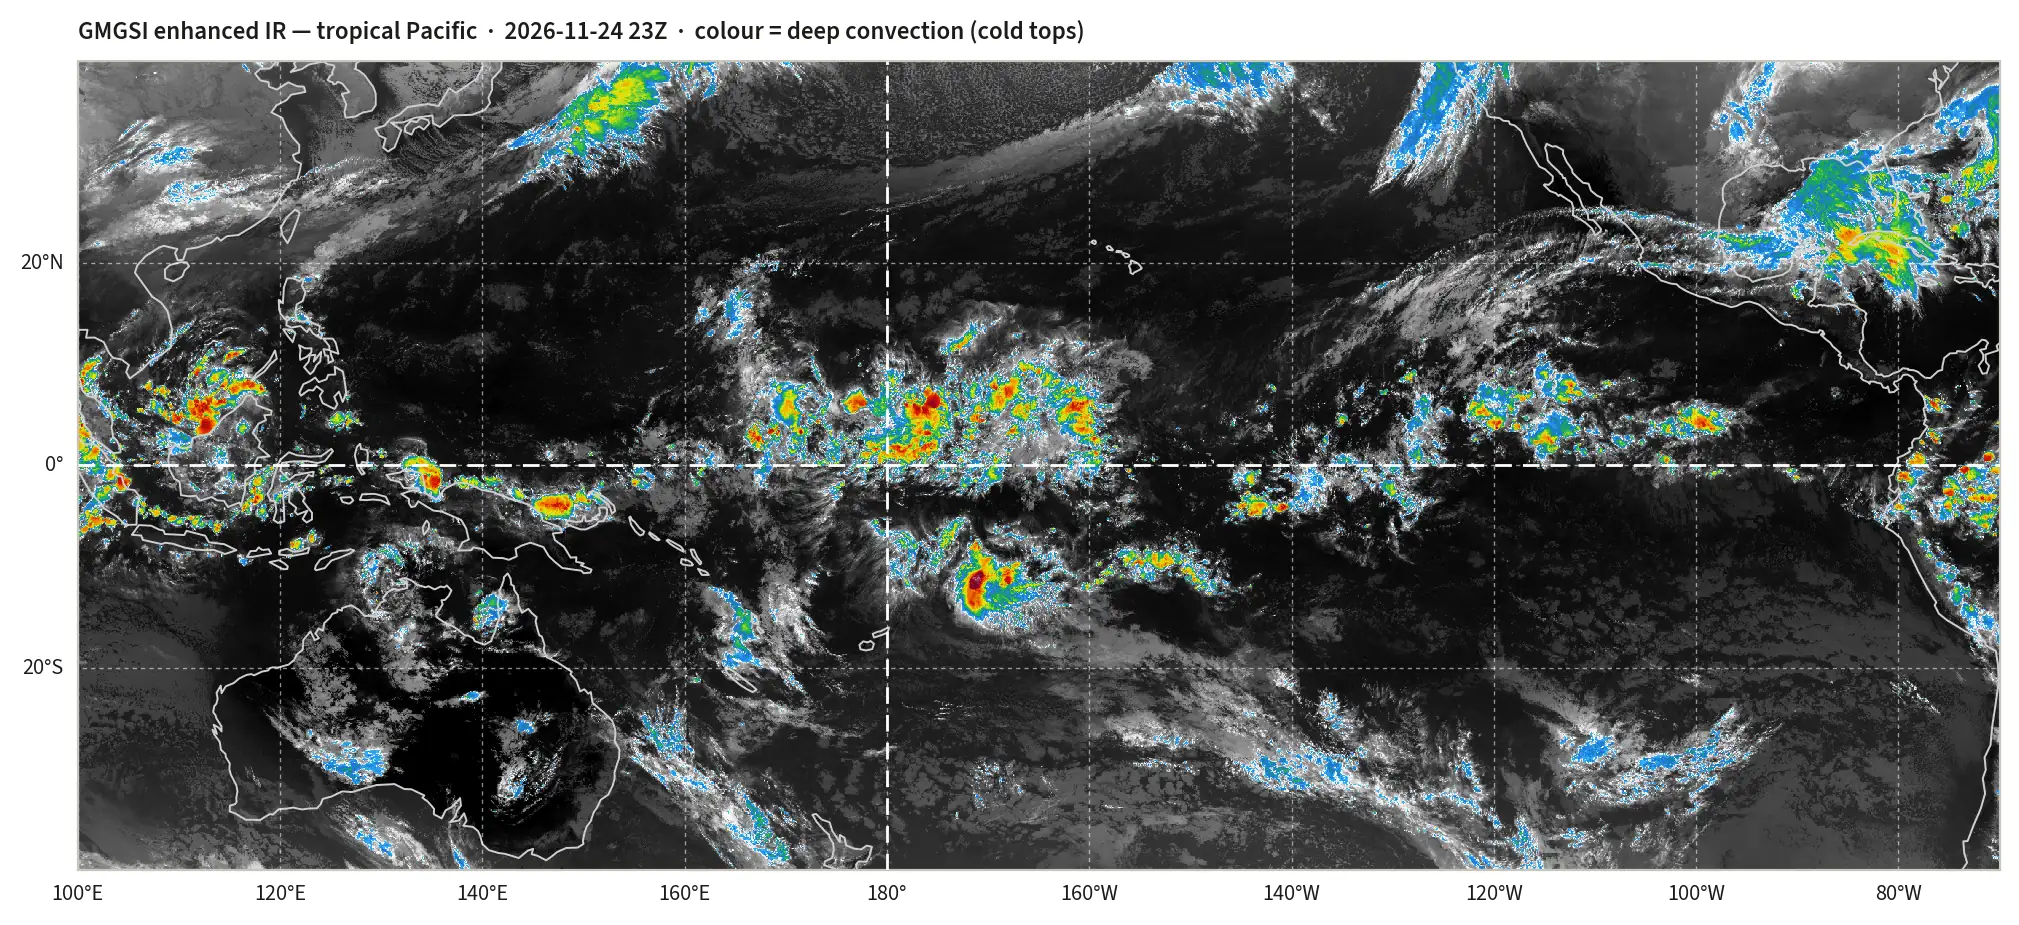 GMGSI enhanced IR — tropical Pacific · 2026-11-24 23Z · colour = deep convection (cold tops)
20°N
0°
20°S
100°E 120°E 140°E 160°E 180° 160°W 140°W 120°W 100°W 80°W